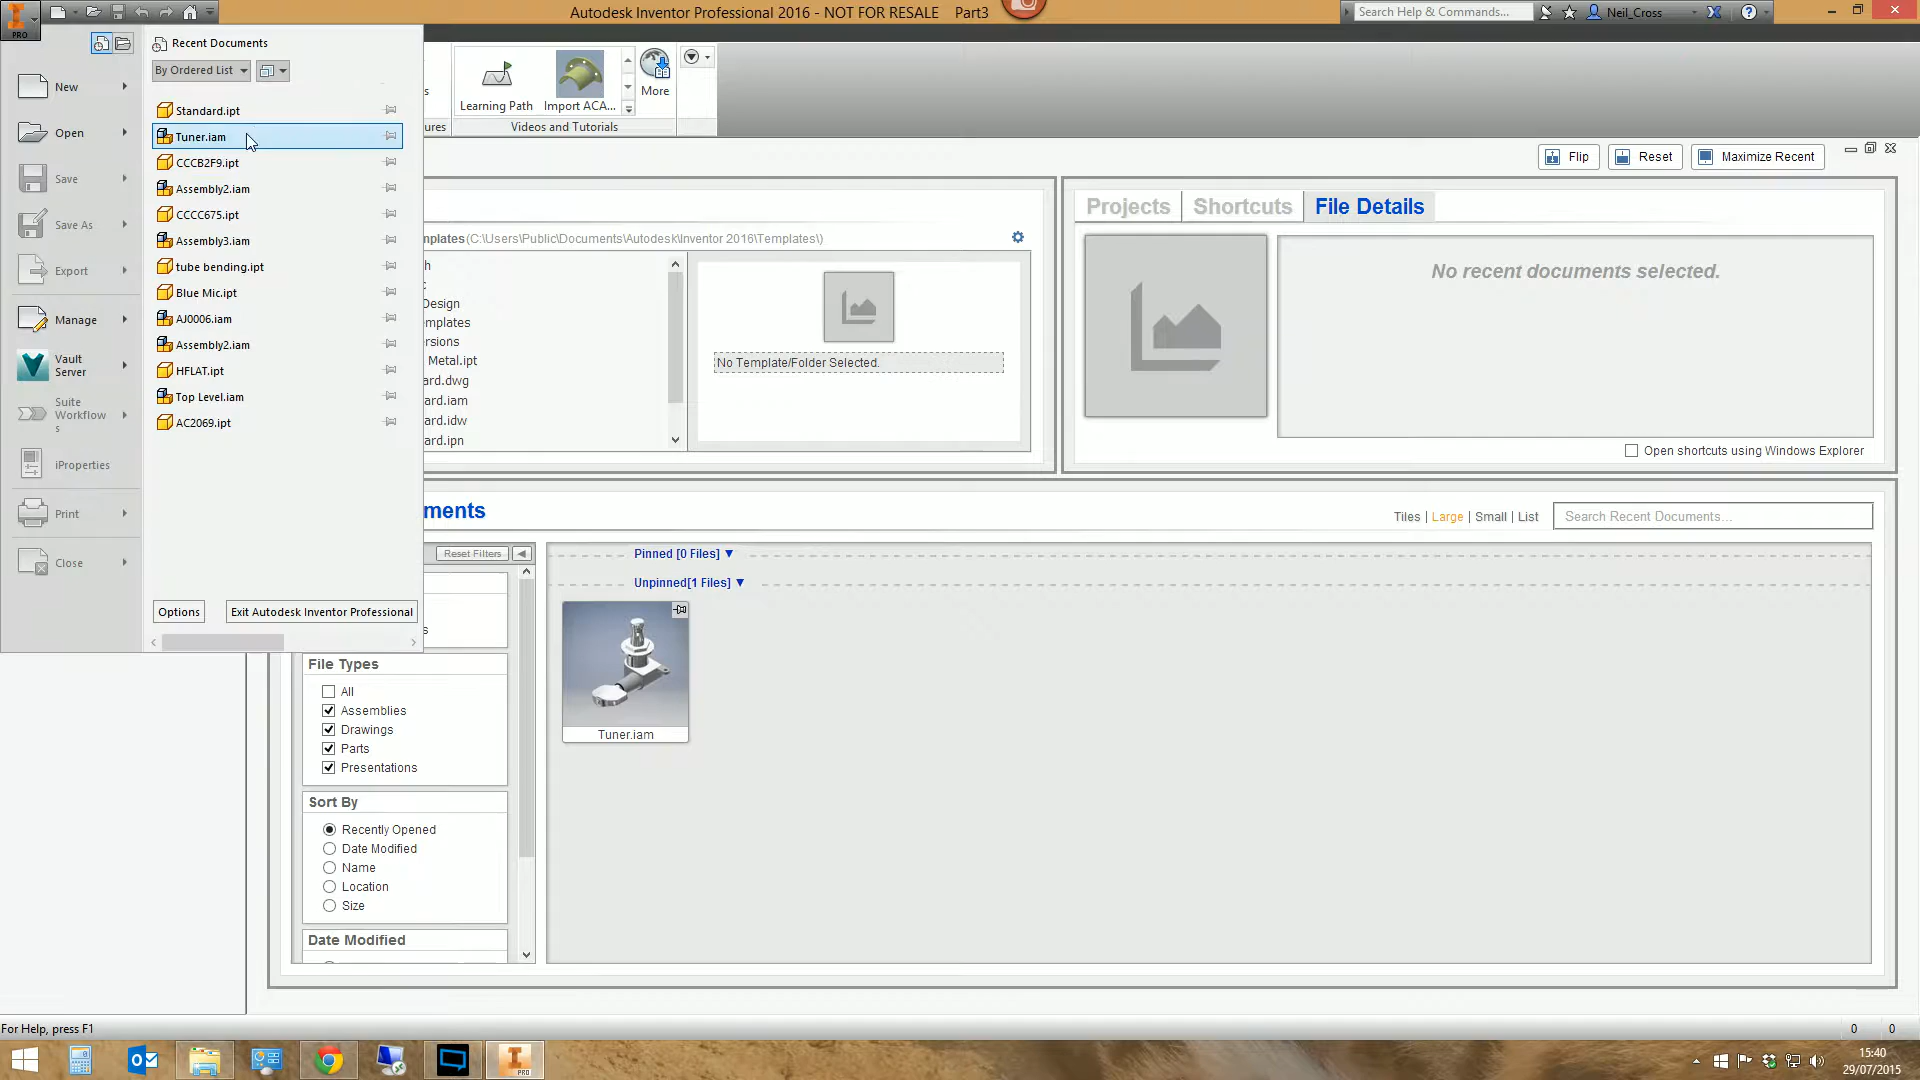 Autodesk Inventor Professional 2016 - NOT FOR RESALE Part3
Search Help & Commands...
Neil_Cross
PRO
Recent Documents
By Ordered List
New
Open
Save
Save As
Export
Manage
Vault
Server
Suite
Workflow
s
iProperties
Print
Close
Standard.ipt
Tuner.iam
CCCB2F9.ipt
Assembly2.iam
CCCC675.ipt
Assembly3.iam
tube bending.ipt
Blue Mic.ipt
AJ0006.iam
Assembly2.iam
HFLAT.ipt
Top Level.iam
AC2069.ipt
Options
Exit Autodesk Inventor Professional
s
ures
Learning Path
Import ACA...
More
Videos and Tutorials
Flip
Reset
Maximize Recent
nplates (C:\Users\Public\Documents\Autodesk\Inventor 2016\Templates\)
h
c
Design
emplates
ersions
Metal.ipt
ard.dwg
ard.iam
ard.idw
ard.ipn
No Template/Folder Selected.
Projects
Shortcuts
File Details
No recent documents selected.
Open shortcuts using Windows Explorer
ments
Tiles | Large | Small | List
Search Recent Documents...
Reset Filters
s
Pinned [0 Files]
Unpinned[1 Files]
Tuner.iam
File Types
All
Assemblies
Drawings
Parts
Presentations
Sort By
Recently Opened
Date Modified
Name
Location
Size
Date Modified
For Help, press F1
0 0
PRO
15:40
29/07/2015